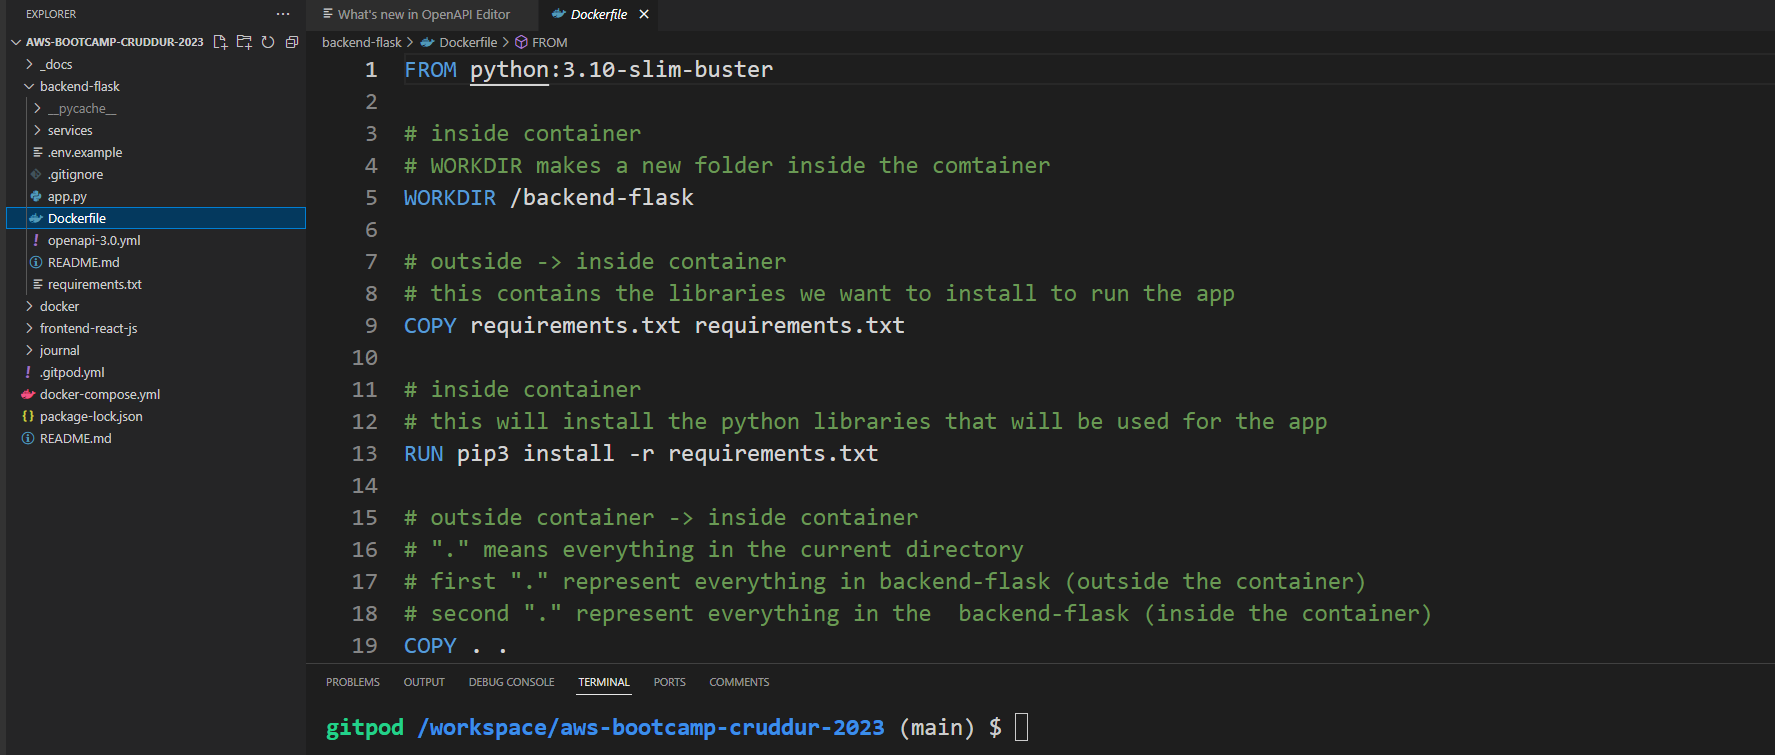 EXPLORER
AWS-BOOTCAMP-CRUDDUR-2023
_docs
backend-flask
__pycache__
services
.env.example
.gitignore
app.py
Dockerfile
openapi-3.0.yml
README.md
requirements.txt
docker
frontend-react-js
journal
.gitpod.yml
docker-compose.yml
package-lock.json
README.md
What's new in OpenAPI Editor Dockerfile
backend-flask > Dockerfile > FROM
1 FROM python:3.10-slim-buster
2
3 # inside container
4 # WORKDIR makes a new folder inside the comtainer
5 WORKDIR /backend-flask
6
7 # outside -> inside container
8 # this contains the libraries we want to install to run the app
9 COPY requirements.txt requirements.txt
10
11 # inside container
12 # this will install the python libraries that will be used for the app
13 RUN pip3 install -r requirements.txt
14
15 # outside container -> inside container
16 # "." means everything in the current directory
17 # first "." represent everything in backend-flask (outside the container)
18 # second "." represent everything in the  backend-flask (inside the container)
19 COPY . .
PROBLEMS OUTPUT DEBUG CONSOLE TERMINAL PORTS COMMENTS
gitpod /workspace/aws-bootcamp-cruddur-2023 (main) $